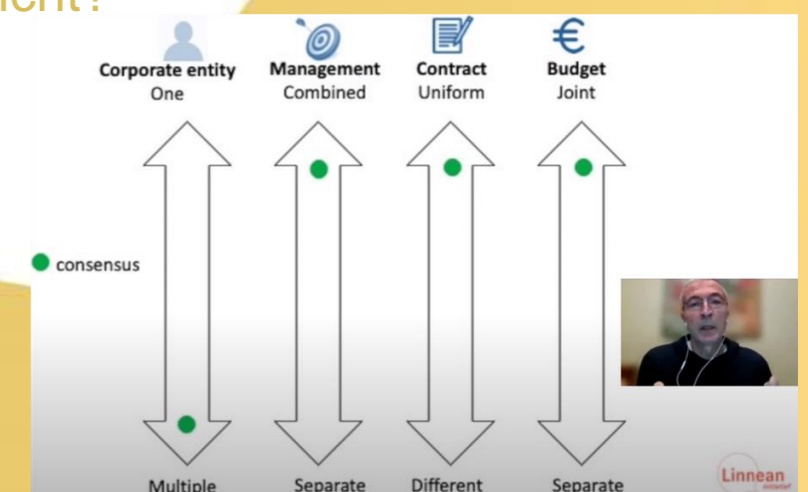 Corporate entity Management Contract Budget
One Combined Uniform Joint
consensus
Multiple Separate Different Separate
Linnean